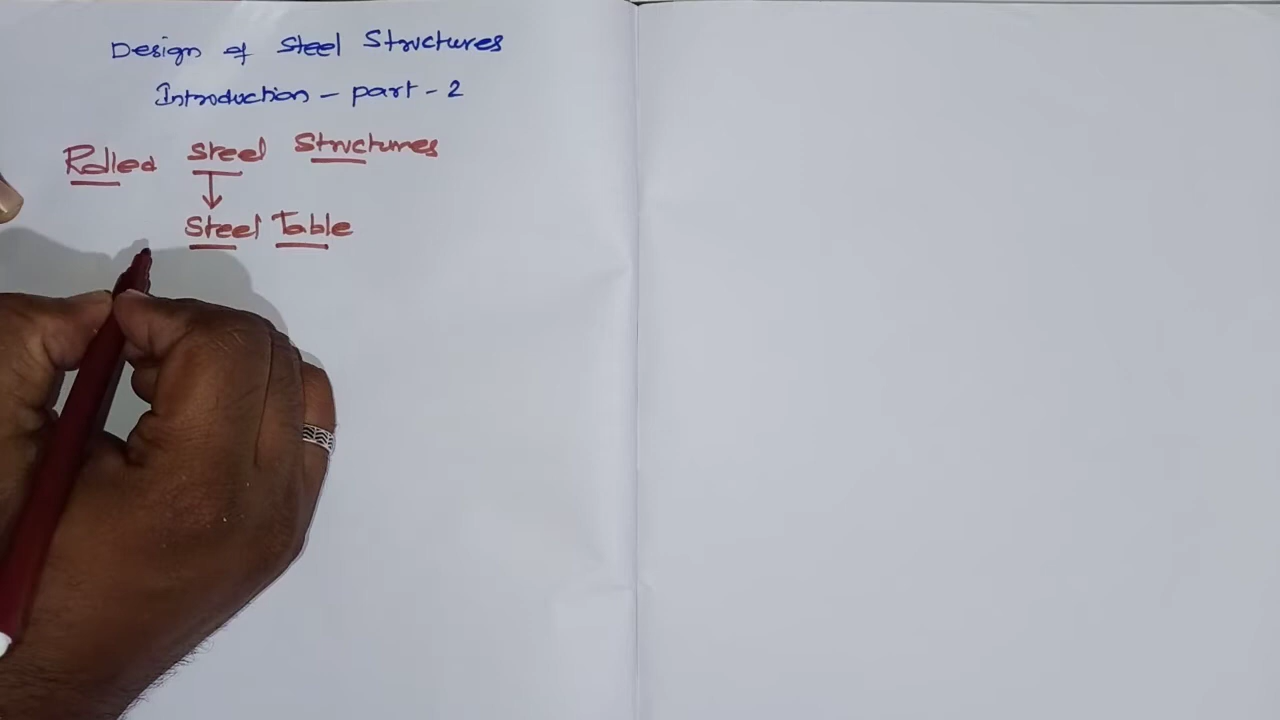 Design of Steel Structures
Introduction - part - 2
Rolled Steel Structures
Steel Table